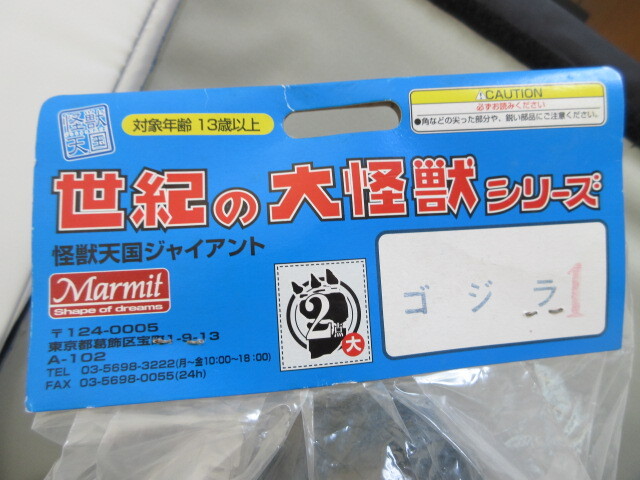 怪獣天国
対象年齢 13歳以上
⚠CAUTION
必ずお読みください
●角などの尖った部分や、鋭い部品にご注意ください。
世紀の大怪獣シリーズ
怪獣天国ジャイアント
Marmit
Shape of dreams
〒124-0005
東京都葛飾区宝町1-9-13
A-102
TEL 03-5698-3222(月~金10:00~18:00)
FAX 03-5698-0055(24h)
2
大
ゴジラ1